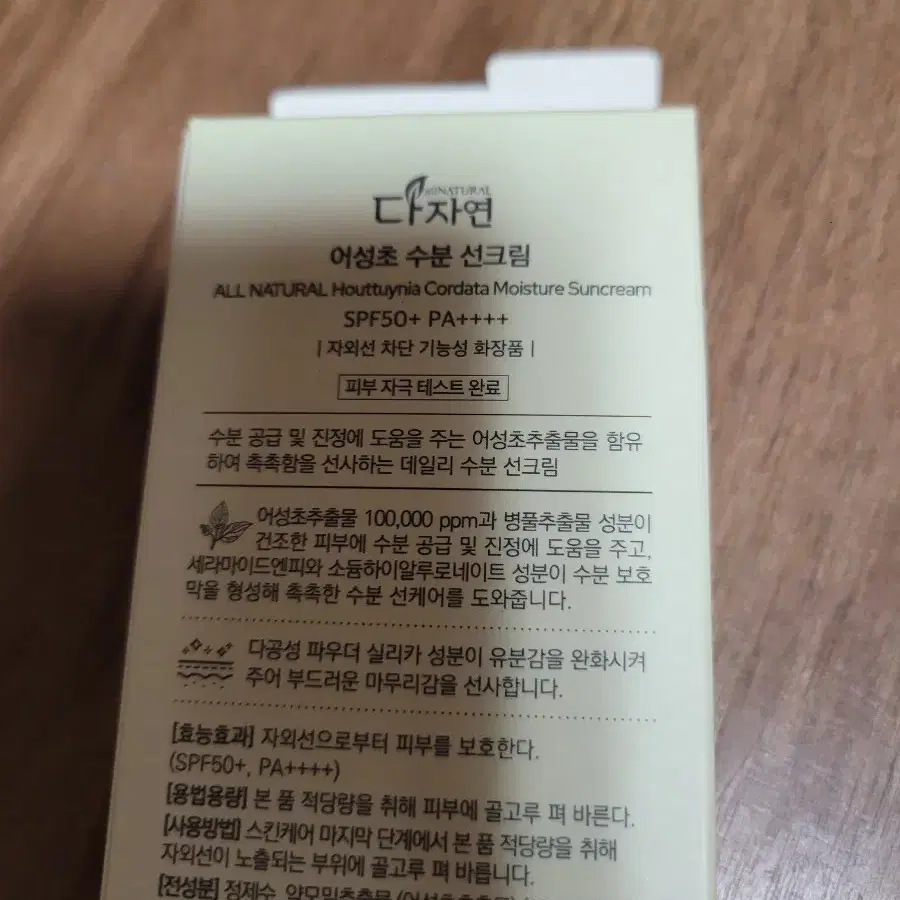 allNATURAL
다자연
어성초 수분 선크림
ALL NATURAL Houttuynia Cordata Moisture Suncream
SPF50+ PA++++
| 자외선 차단 기능성 화장품 |
피부 자극 테스트 완료
수분 공급 및 진정에 도움을 주는 어성초추출물을 함유
하여 촉촉함을 선사하는 데일리 수분 선크림
어성초추출물 100,000 ppm과 병풀추출물 성분이
건조한 피부에 수분 공급 및 진정에 도움을 주고,
세라마이드엔피와 소듐하이알루로네이트 성분이 수분 보호
막을 형성해 촉촉한 수분 선케어를 도와줍니다.
다공성 파우더 실리카 성분이 유분감을 완화시켜
주어 부드러운 마무리감을 선사합니다.
[효능효과] 자외선으로부터 피부를 보호한다.
(SPF50+, PA++++)
[용법용량] 본 품 적당량을 취해 피부에 골고루 펴 바른다.
[사용방법] 스킨케어 마지막 단계에서 본 품 적당량을 취해
자외선이 노출되는 부위에 골고루 펴 바릅니다.
[전성분] 정제수, 약모밀추출물